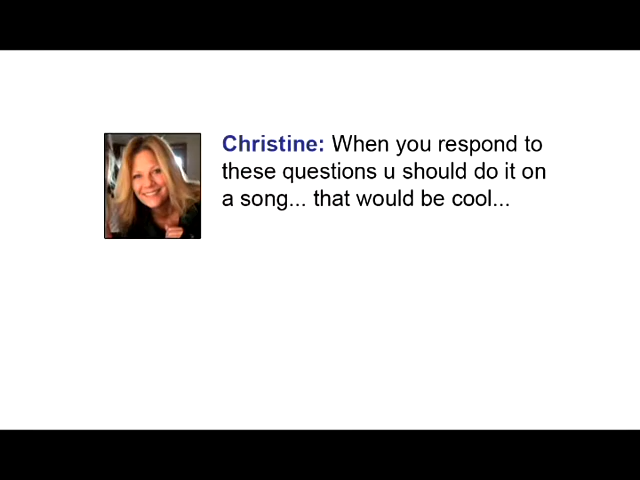 Christine: When you respond to
these questions u should do it on
a song... that would be cool...